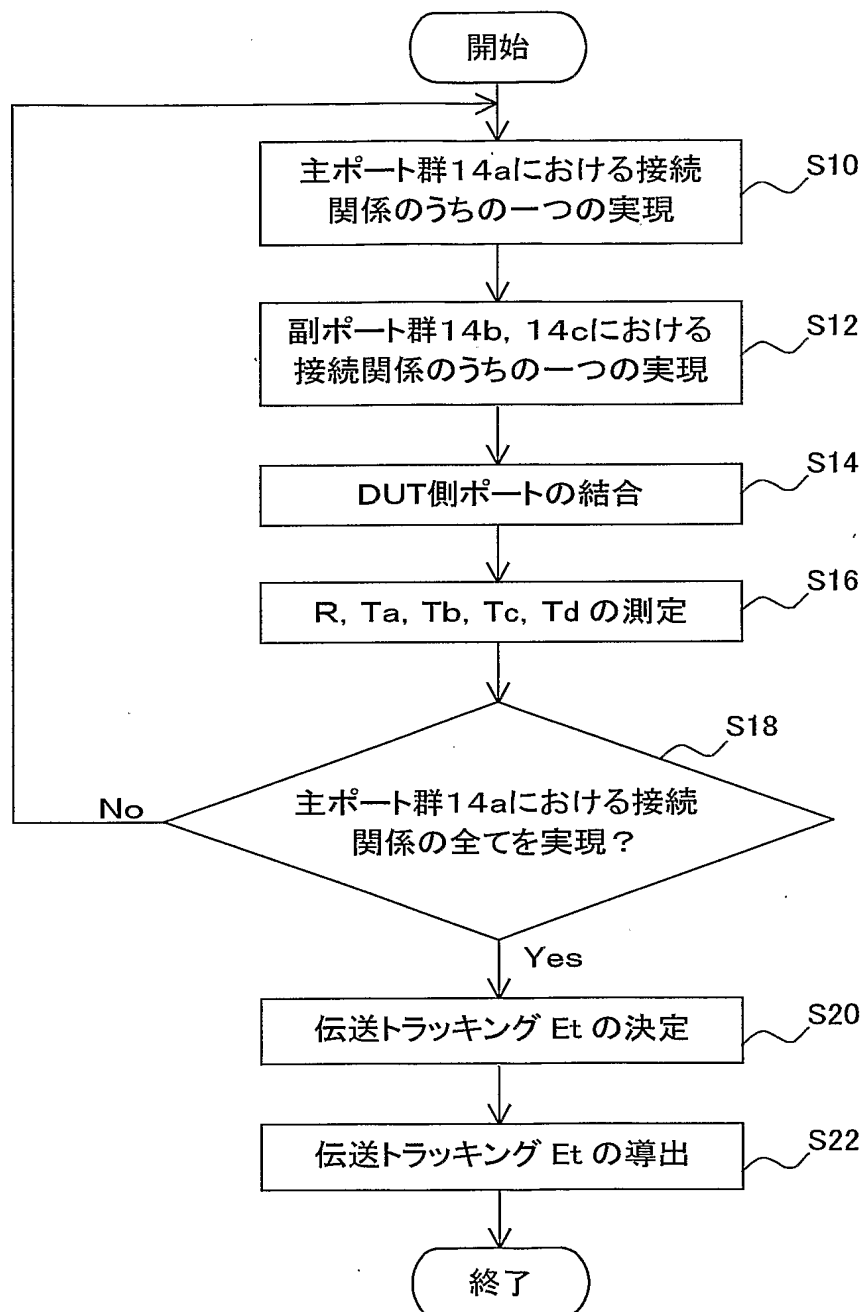 開始
主ポート群14aにおける接続
関係のうちの一つの実現
S10
副ポート群14b, 14cにおける
接続関係のうちの一つの実現
S12
DUT側ポートの結合
S14
R, Ta, Tb, Tc, Td の測定
S16
主ポート群14aにおける接続
関係の全てを実現？
S18
No
Yes
伝送トラッキング Et の決定
S20
伝送トラッキング Et の導出
S22
終了